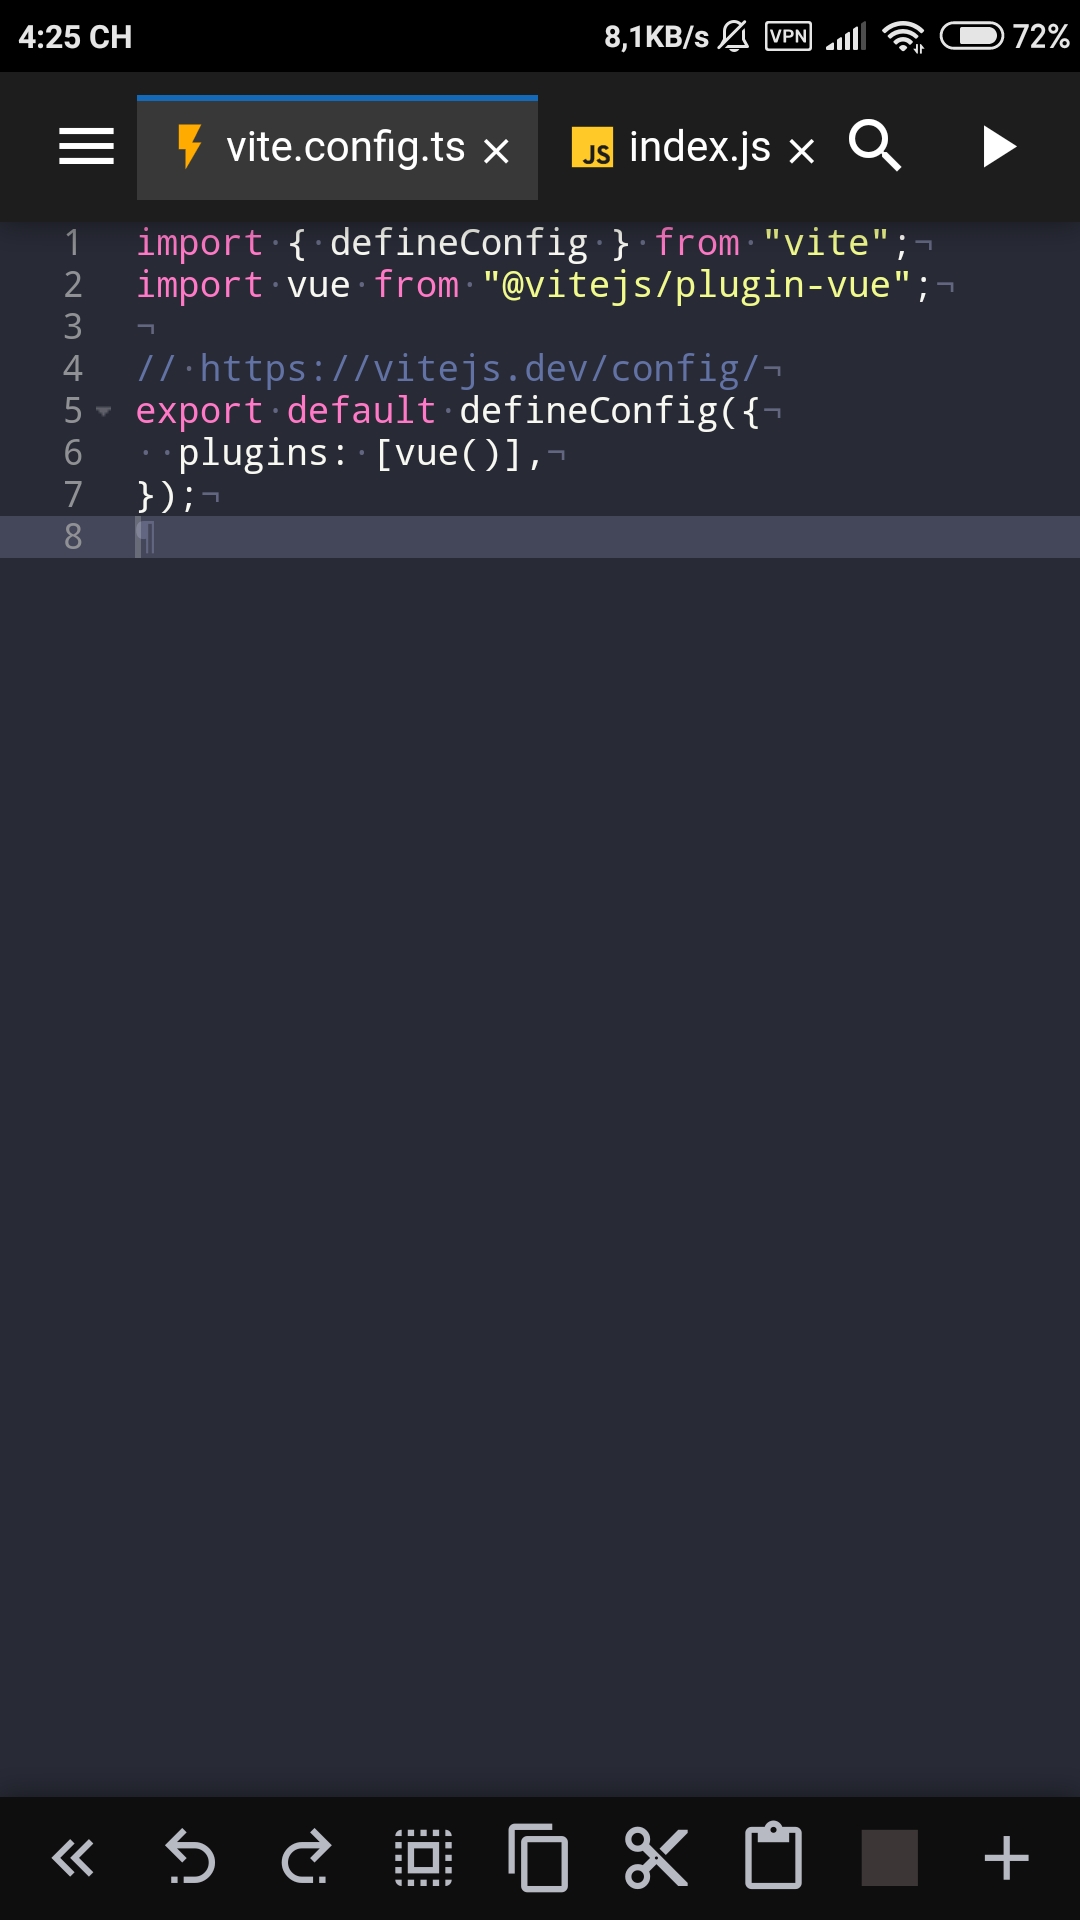 4:25 CH 8,1KB/s VPN 72%
vite.config.ts × JS index.js ×
1 import { defineConfig } from "vite";
2 import vue from "@vitejs/plugin-vue";
3
4 // https://vitejs.dev/config/
5 export default defineConfig({
6 plugins: [vue()],
7 });
8